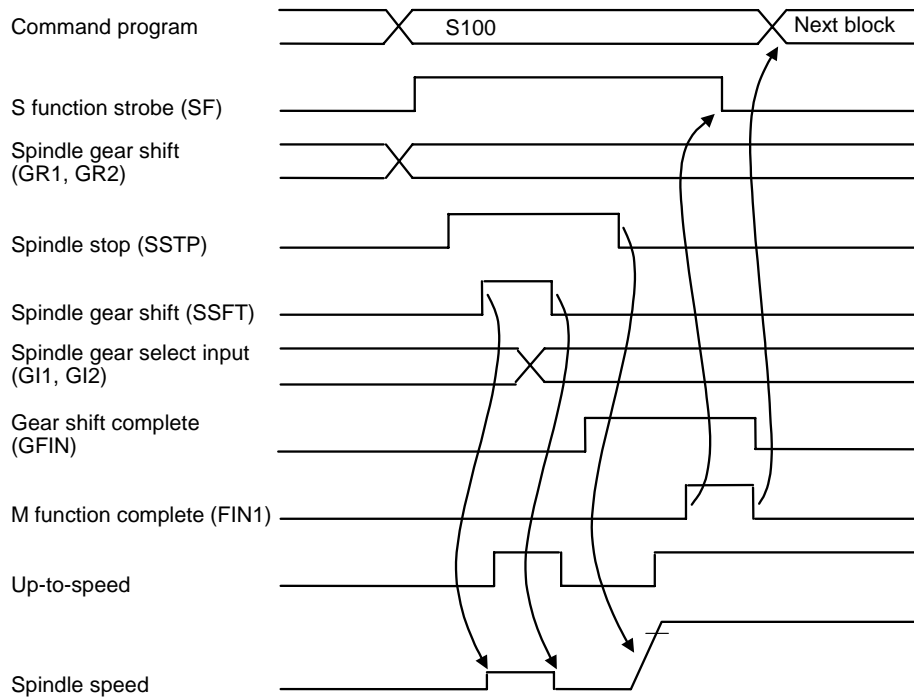 Command program
S100
Next block
S function strobe (SF)
Spindle gear shift
(GR1, GR2)
Spindle stop (SSTP)
Spindle gear shift (SSFT)
Spindle gear select input
(GI1, GI2)
Gear shift complete
(GFIN)
M function complete (FIN1)
Up-to-speed
Spindle speed